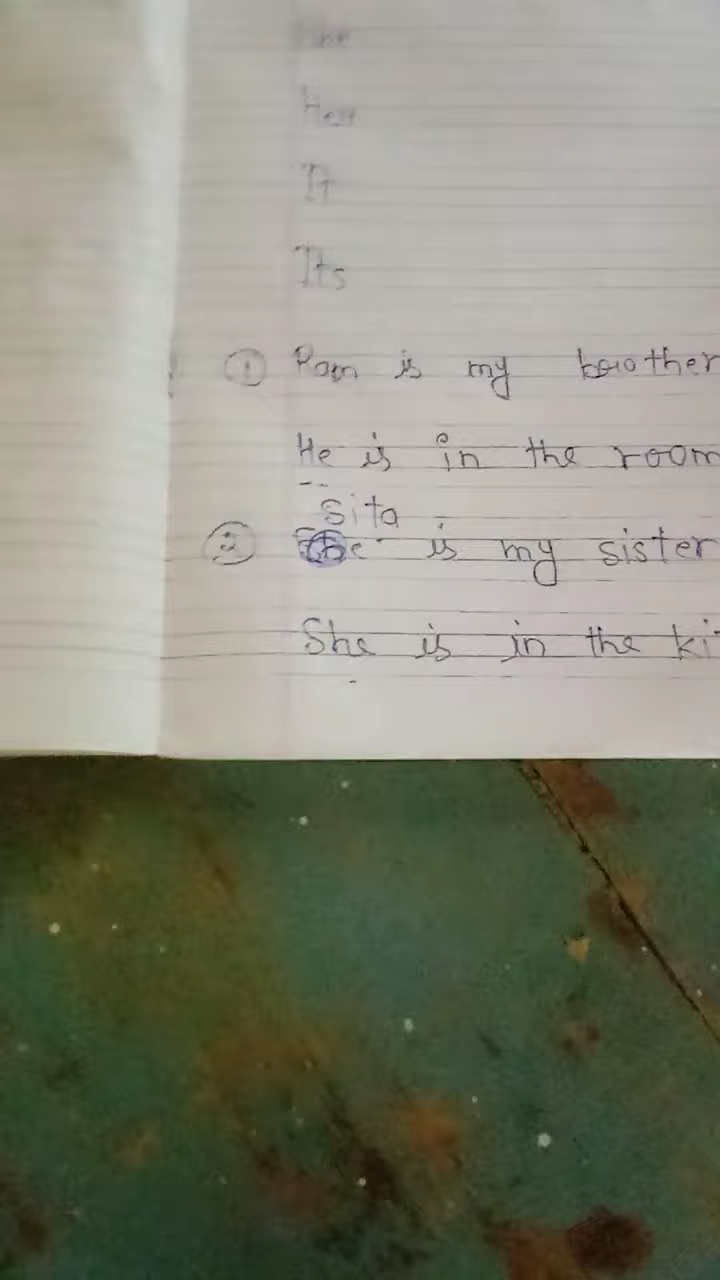 She
Her
It
Its
① Ram is my brother
He is in the room
Sita
② is my sister
She is in the ki